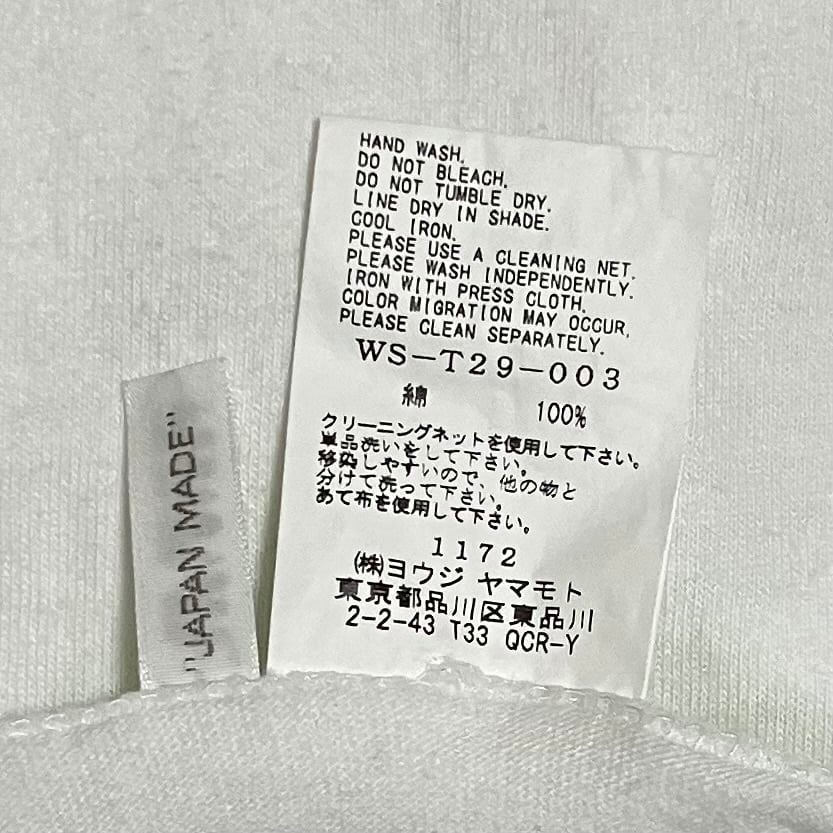 HAND WASH.
DO NOT BLEACH.
DO NOT TUMBLE DRY.
LINE DRY IN SHADE.
COOL IRON.
PLEASE USE A CLEANING NET.
PLEASE WASH INDEPENDENTLY.
IRON WITH PRESS CLOTH.
COLOR MIGRATION MAY OCCUR,
PLEASE CLEAN SEPARATELY.
WS-T29-003
綿 100%
クリーニングネットを使用して下さい。
単品洗いをして下さい。
移染しやすいので、他の物と
分けて洗って下さい。
あて布を使用して下さい。
1172
(株)ヨウジ ヤマモト
東京都品川区東品川
2-2-43 T33 QCR-Y
"JAPAN MADE"